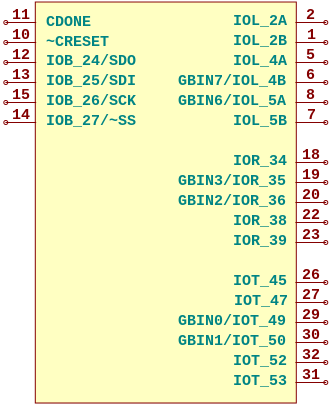 11 CDONE IOL_2A 2
10 ~CRESET IOL_2B 1
12 IOB_24/SDO IOL_4A 5
13 IOB_25/SDI GBIN7/IOL_4B 6
15 IOB_26/SCK GBIN6/IOL_5A 8
14 IOB_27/~SS IOL_5B 7
IOR_34 18
GBIN3/IOR_35 19
GBIN2/IOR_36 20
IOR_38 22
IOR_39 23
IOT_45 26
IOT_47 27
GBIN0/IOT_49 29
GBIN1/IOT_50 30
IOT_52 32
IOT_53 31